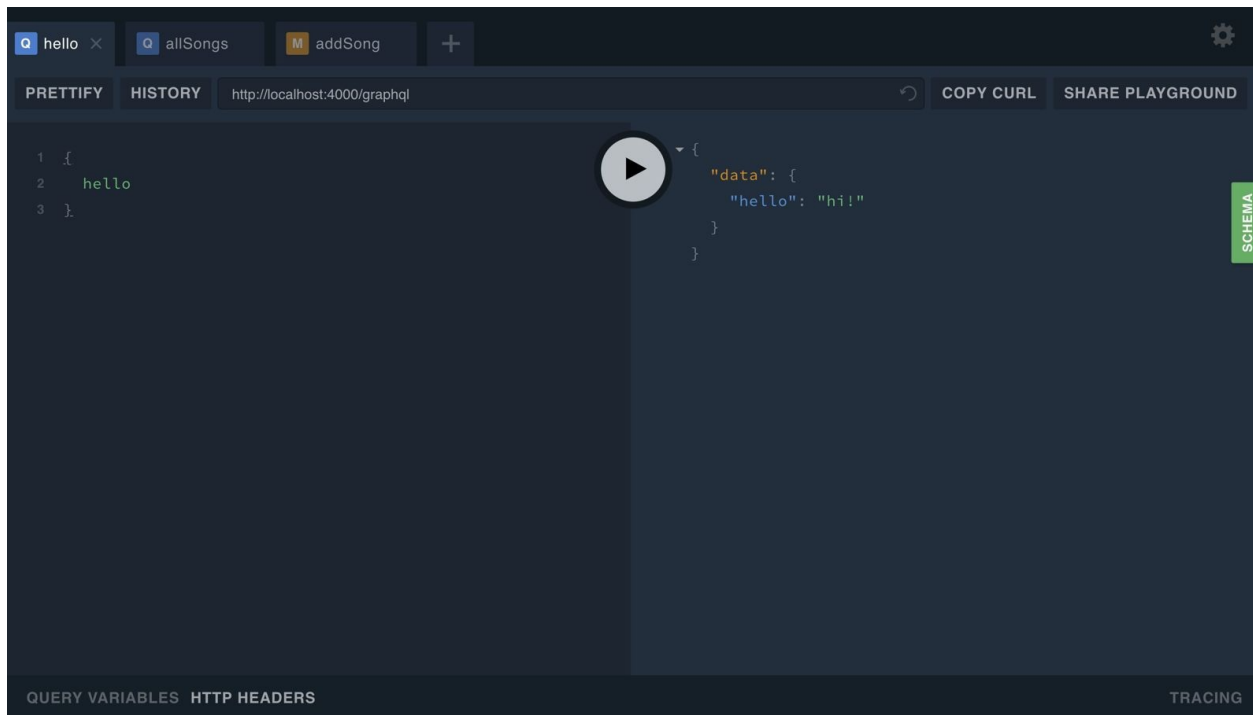 Q hello × Q allSongs M addSong +
PRETTIFY HISTORY http://localhost:4000/graphql COPY CURL SHARE PLAYGROUND
1 {
2 hello
3 }
{
"data": {
"hello": "hi!"
}
}
SCHEMA
QUERY VARIABLES HTTP HEADERS TRACING